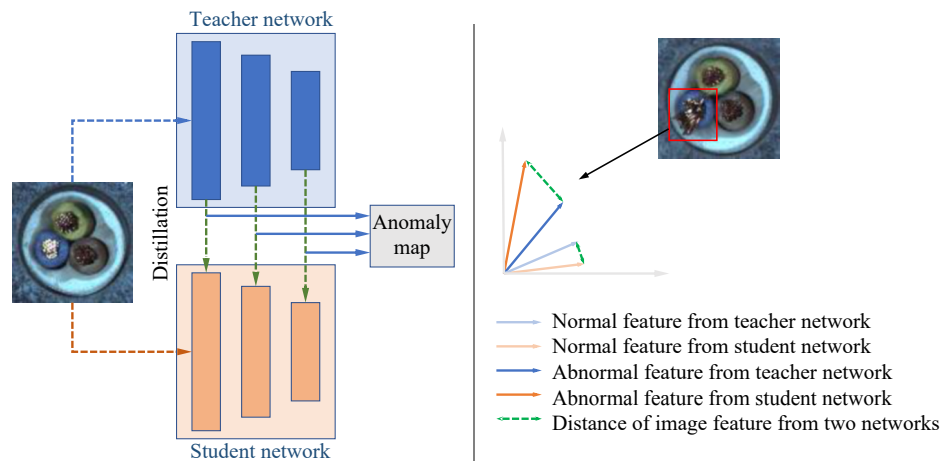 Teacher network
Distillation
Anomaly
map
Student network
Normal feature from teacher network
Normal feature from student network
Abnormal feature from teacher network
Abnormal feature from student network
Distance of image feature from two networks